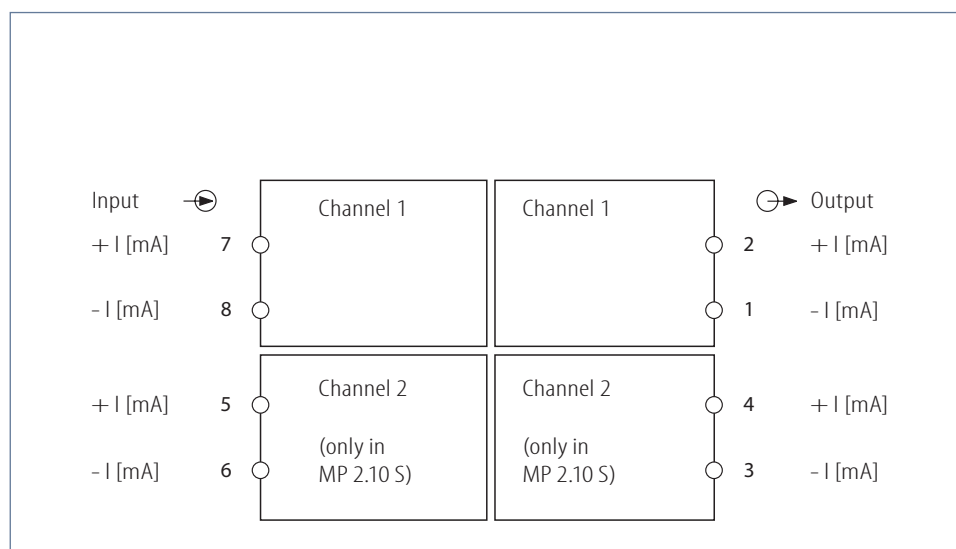 Input Channel 1 Channel 1 Output
+ I [mA] 7 2 + I [mA]
– I [mA] 8 1 – I [mA]
+ I [mA] 5 Channel 2 Channel 2 4 + I [mA]
(only in (only in
– I [mA] 6 MP 2.10 S) MP 2.10 S) 3 – I [mA]